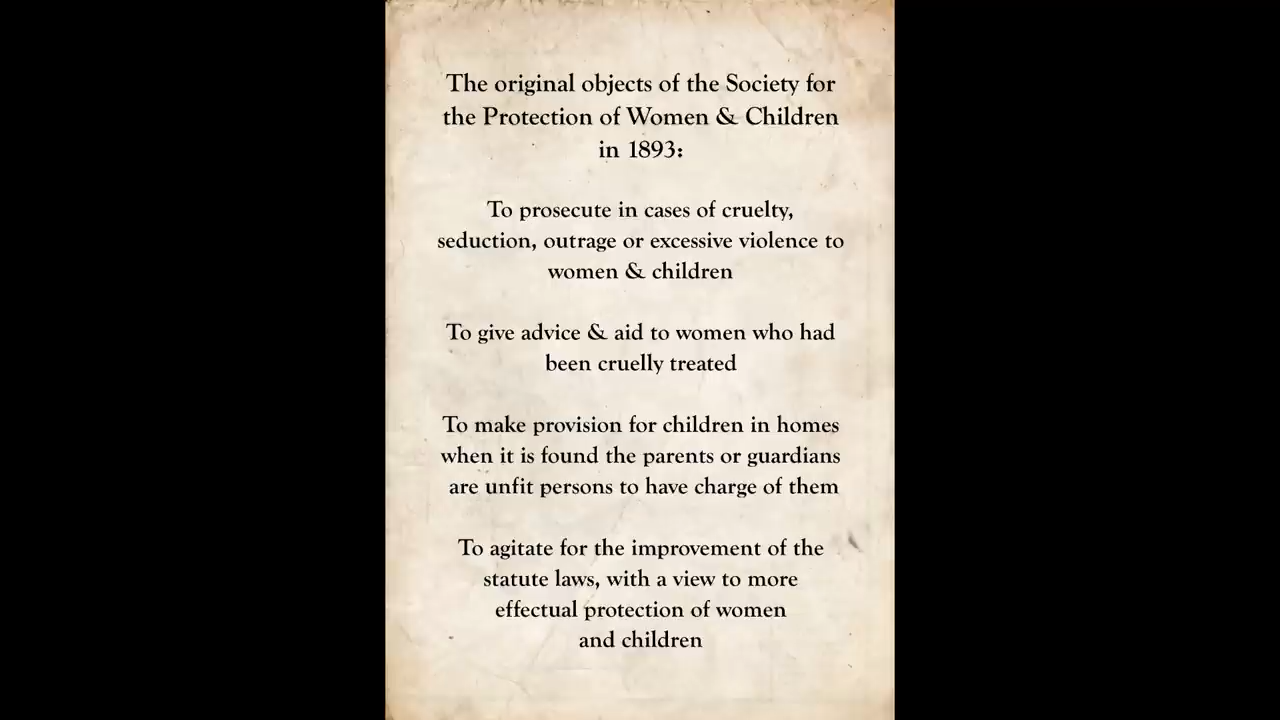 The original objects of the Society for
the Protection of Women & Children
in 1893:
To prosecute in cases of cruelty,
seduction, outrage or excessive violence to
women & children
To give advice & aid to women who had
been cruelly treated
To make provision for children in homes
when it is found the parents or guardians
are unfit persons to have charge of them
To agitate for the improvement of the
statute laws, with a view to more
effectual protection of women
and children